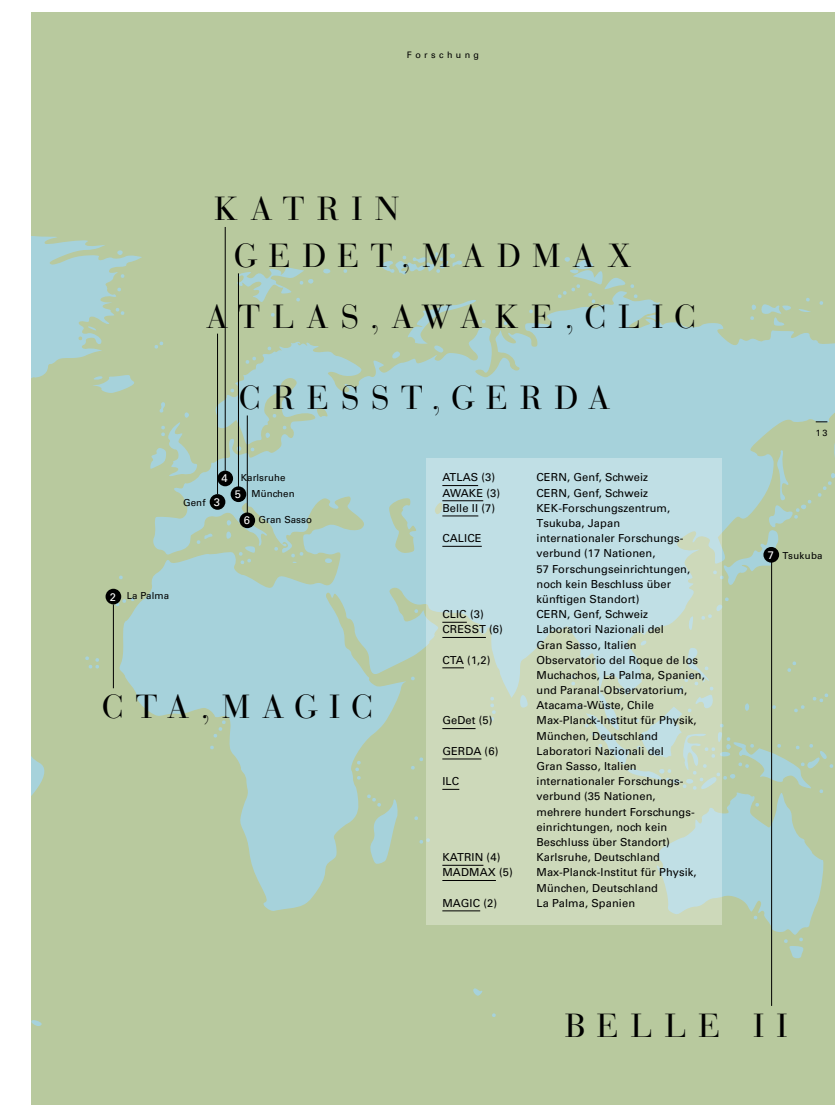 Forschung
KATRIN
GEDET, MADMAX
ATLAS, AWAKE, CLIC
CRESST, GERDA
13
4 Karlsruhe
5 München
Genf 3
6 Gran Sasso
7 Tsukuba
2 La Palma
CTA, MAGIC
ATLAS (3) CERN, Genf, Schweiz
AWAKE (3) CERN, Genf, Schweiz
Belle II (7) KEK-Forschungszentrum,
Tsukuba, Japan
CALICE internationaler Forschungs-
verbund (17 Nationen,
57 Forschungseinrichtungen,
noch kein Beschluss über
künftigen Standort)
CLIC (3) CERN, Genf, Schweiz
CRESST (6) Laboratori Nazionali del
Gran Sasso, Italien
CTA (1,2) Observatorio del Roque de los
Muchachos, La Palma, Spanien,
und Paranal-Observatorium,
Atacama-Wüste, Chile
GeDet (5) Max-Planck-Institut für Physik,
München, Deutschland
GERDA (6) Laboratori Nazionali del
Gran Sasso, Italien
ILC internationaler Forschungs-
verbund (35 Nationen,
mehrere hundert Forschungs-
einrichtungen, noch kein
Beschluss über Standort)
KATRIN (4) Karlsruhe, Deutschland
MADMAX (5) Max-Planck-Institut für Physik,
München, Deutschland
MAGIC (2) La Palma, Spanien
BELLE II